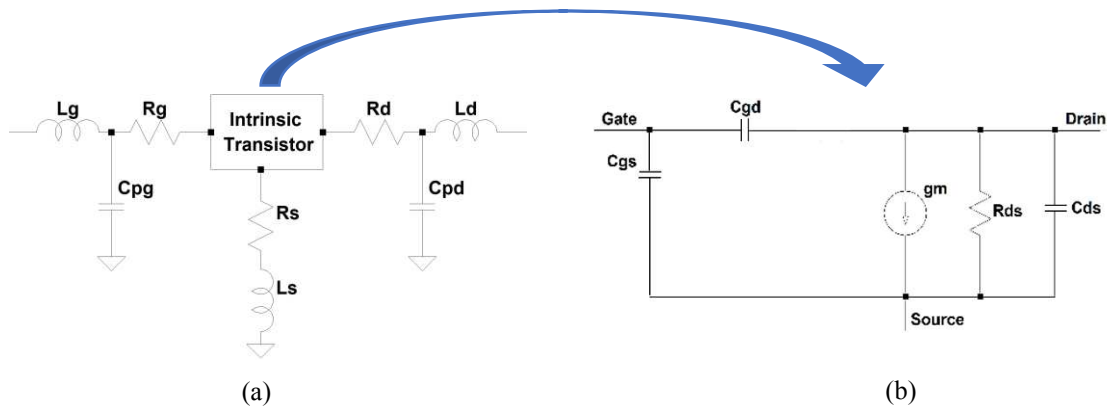 Lg
Rg
Intrinsic
Transistor
Rd
Ld
Cpg
Cpd
Rs
Ls
(a)
Gate
Cgd
Drain
Cgs
gm
Rds
Cds
Source
(b)